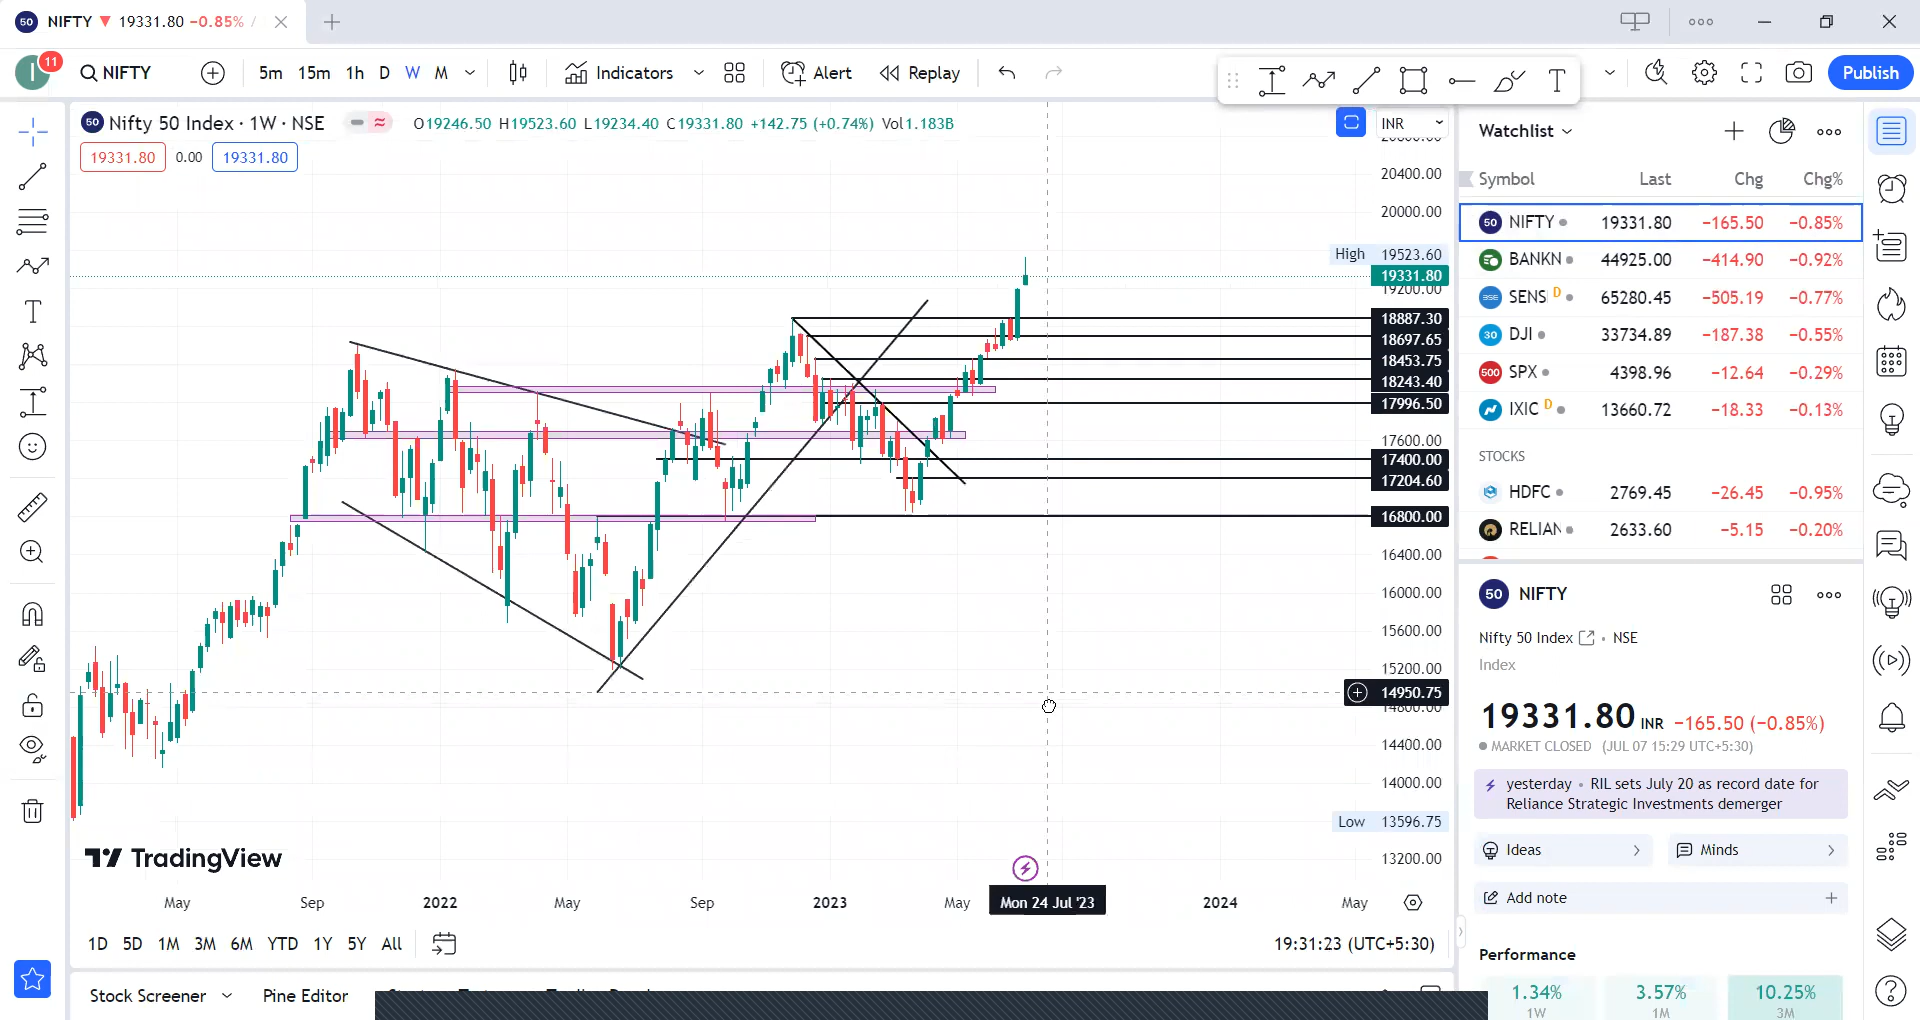 50 NIFTY ▼ 19331.80 −0.85% /
I 11 NIFTY 5m 15m 1h D W M Indicators Alert Replay T Publish
50 Nifty 50 Index · 1W · NSE O19246.50 H19523.60 L19234.40 C19331.80 +142.75 (+0.74%) Vol1.183B
INR
19331.80 0.00 19331.80
20400.00
20000.00
High 19523.60
19331.80
19200.00
18887.30
18697.65
18453.75
18243.40
17996.50
17600.00
17400.00
17204.60
16800.00
16400.00
16000.00
15600.00
15200.00
14950.75
14800.00
14400.00
14000.00
Low 13596.75
13200.00
TradingView
May Sep 2022 May Sep 2023 May Mon 24 Jul '23 2024 May
1D 5D 1M 3M 6M YTD 1Y 5Y All
19:31:23 (UTC+5:30)
Stock Screener Pine Editor
Watchlist
Symbol Last Chg Chg%
50 NIFTY 19331.80 −165.50 −0.85%
BANKN 44925.00 −414.90 −0.92%
SENS D 65280.45 −505.19 −0.77%
30 DJI 33734.89 −187.38 −0.55%
500 SPX 4398.96 −12.64 −0.29%
IXIC D 13660.72 −18.33 −0.13%
STOCKS
HDFC 2769.45 −26.45 −0.95%
RELIAN 2633.60 −5.15 −0.20%
50 NIFTY
Nifty 50 Index • NSE
Index
19331.80 INR −165.50 (−0.85%)
MARKET CLOSED (JUL 07 15:29 UTC+5:30)
yesterday • RIL sets July 20 as record date for
Reliance Strategic Investments demerger
Ideas Minds
Add note
Performance
1.34% 3.57% 10.25%
1W 1M 3M